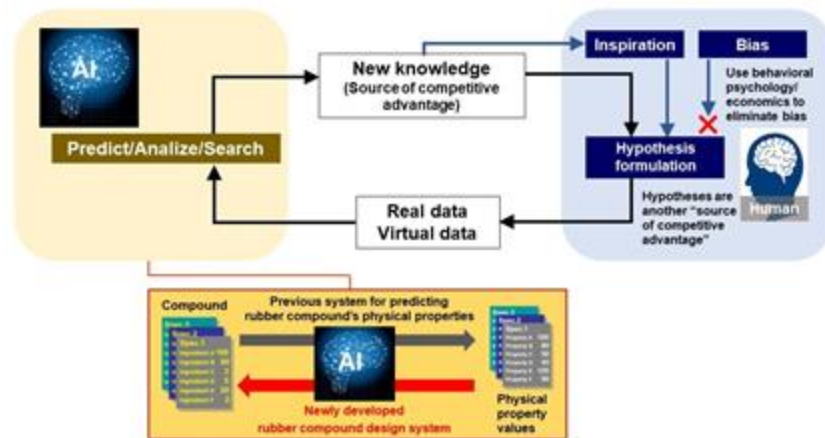 AI
Predict/Analize/Search
New knowledge
(Source of competitive
advantage)
Inspiration
Bias
Use behavioral
psychology/
economics to
eliminate bias
Hypothesis
formulation
Human
Hypotheses are
another "source
of competitive
advantage"
Real data
Virtual data
Compound
Previous system for predicting
rubber compound's physical properties
AI
Newly developed
rubber compound design system
Physical
property
values